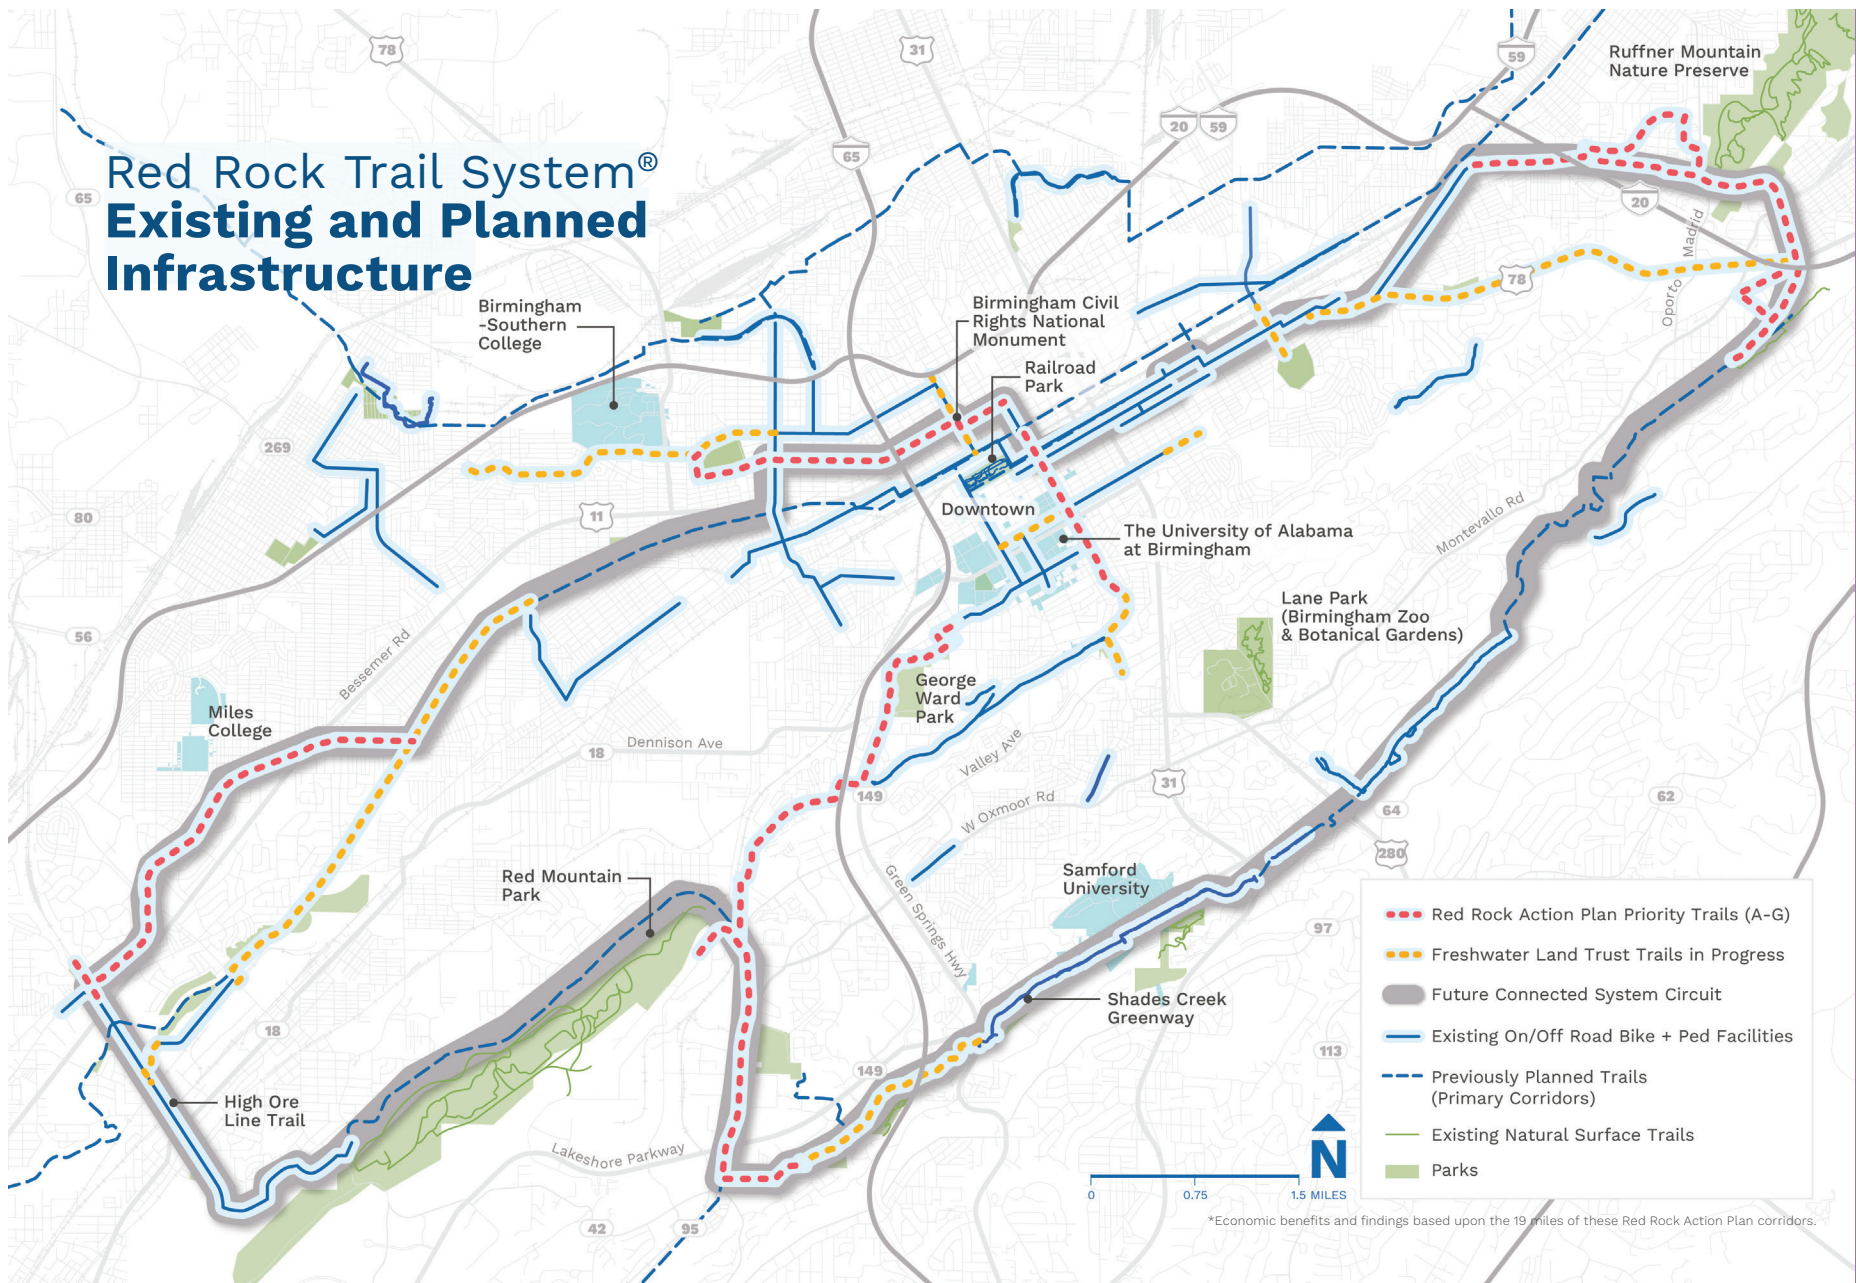 Red Rock Trail System®
Existing and Planned
Infrastructure
78
31
59
Ruffner Mountain
Nature Preserve
20
59
65
65
20
Oporto Madrid
78
Birmingham
-Southern
College
Birmingham Civil
Rights National
Monument
Railroad
Park
269
80
11
Downtown
The University of Alabama
at Birmingham
Montevallo Rd
56
Bessemer Rd
Lane Park
(Birmingham Zoo
& Botanical Gardens)
Miles
College
George
Ward
Park
18
Dennison Ave
Valley Ave
149
31
W Oxmoor Rd
64
62
280
Red Mountain
Park
Green Springs Hwy
Samford
University
97
18
Shades Creek
Greenway
149
113
High Ore
Line Trail
Lakeshore Parkway
42
95
Red Rock Action Plan Priority Trails (A-G)
Freshwater Land Trust Trails in Progress
Future Connected System Circuit
Existing On/Off Road Bike + Ped Facilities
Previously Planned Trails
(Primary Corridors)
Existing Natural Surface Trails
Parks
N
0
0.75
1.5 MILES
*Economic benefits and findings based upon the 19 miles of these Red Rock Action Plan corridors.